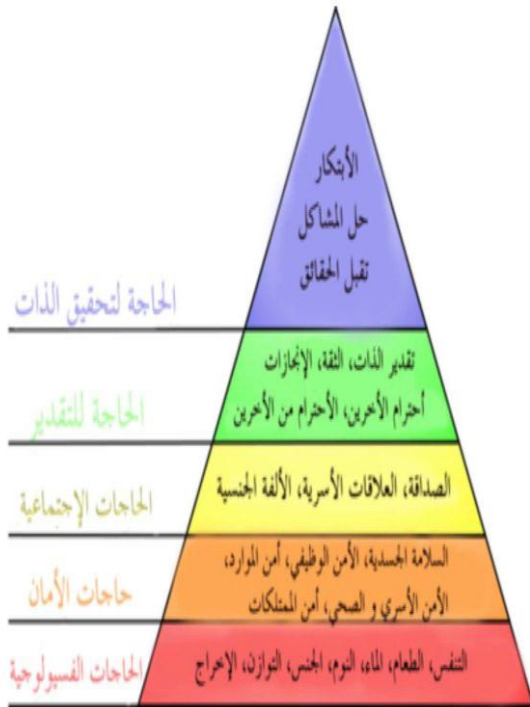 الأبتكار
حل المشاكل
تقبل الحقائق
الحاجة لتحقيق الذات
تقدير الذات، الثقة، الإنجازات
أحترام الأخرين، الأحترام من الأخرين
الحاجة للتقدير
الصداقة، العلاقات الأسرية، الألفة الجنسية
الحاجات الإجتماعية
السلامة الجسدية، الأمن الوظيفي، أمن الموارد،
الأمن الأسري و الصحي، أمن الممتلكات
حاجات الأمان
التنفس، الطعام، الماء، النوم، الجنس، التوازن، الإخراج
الحاجات الفسيولوجية